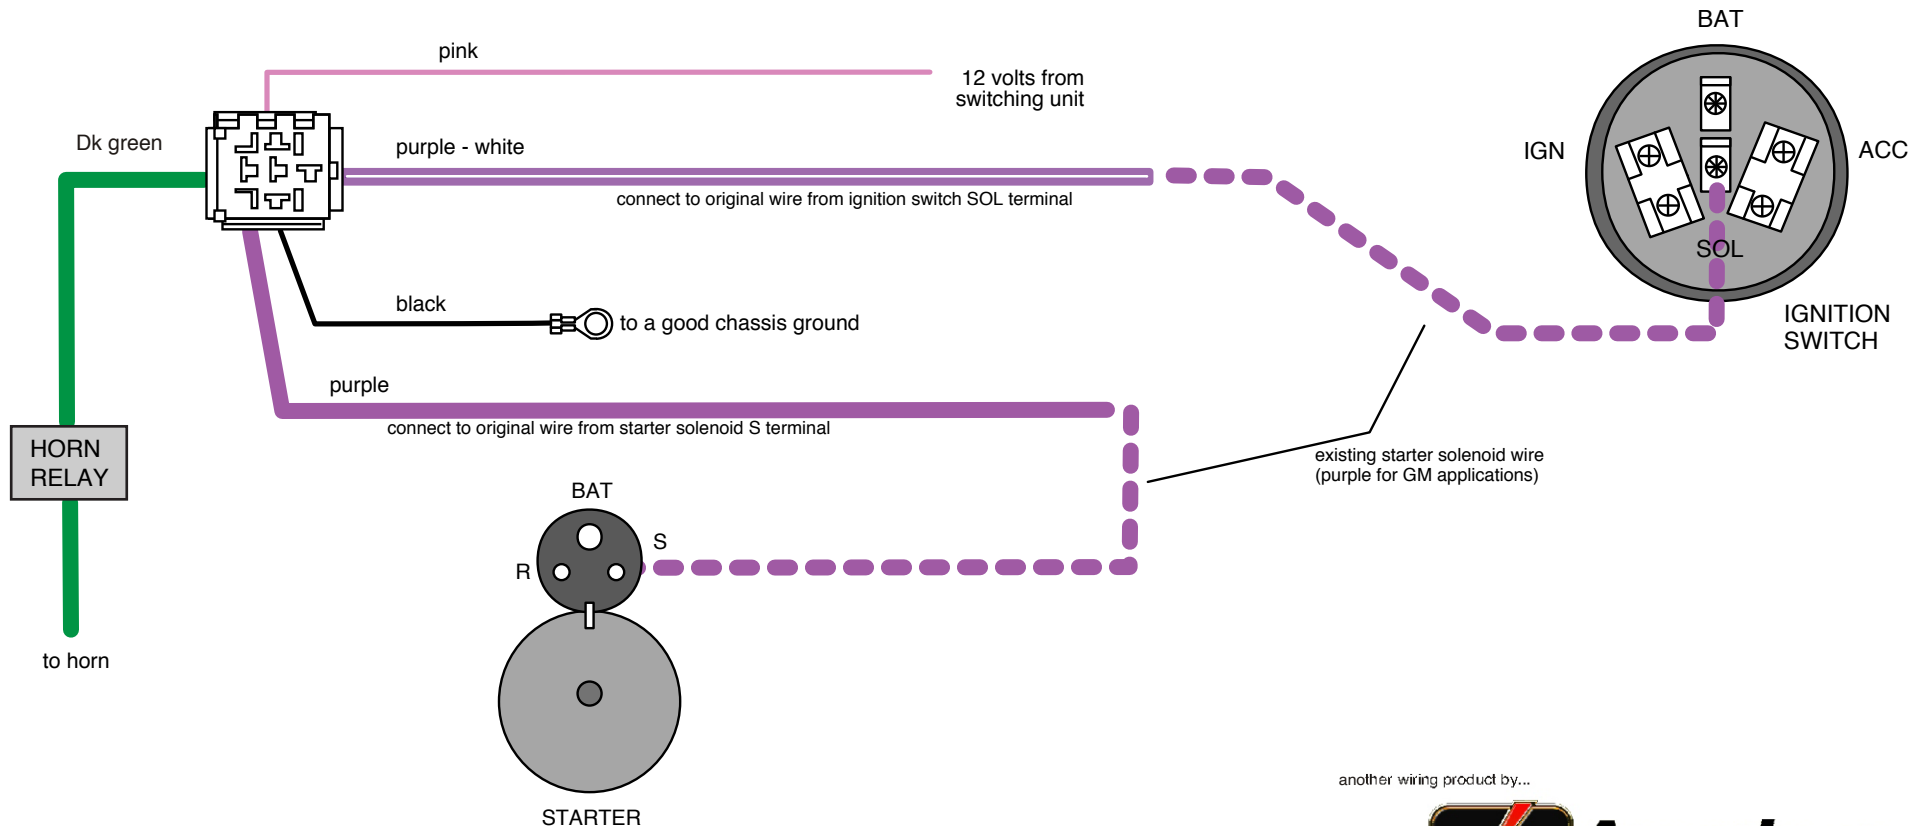 BAT
pink
12 volts from
switching unit
Dk green
purple - white
IGN
ACC
connect to original wire from ignition switch SOL terminal
SOL
black
to a good chassis ground
IGNITION
SWITCH
purple
connect to original wire from starter solenoid S terminal
HORN
RELAY
existing starter solenoid wire
(purple for GM applications)
BAT
S
R
to horn
another wiring product by...
STARTER